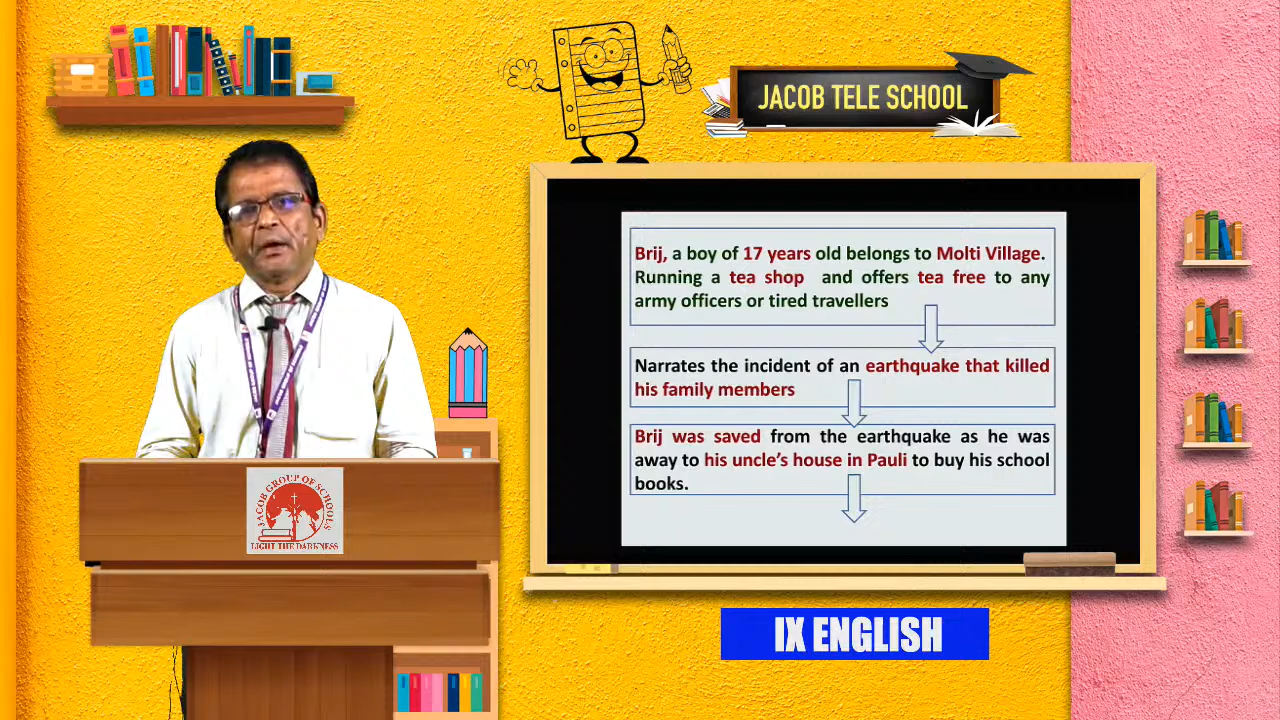 JACOB TELE SCHOOL
Brij, a boy of 17 years old belongs to Molti Village.
Running a tea shop and offers tea free to any
army officers or tired travellers
Narrates the incident of an earthquake that killed
his family members
Brij was saved from the earthquake as he was
away to his uncle's house in Pauli to buy his school
books.
JACOB GROUP OF SCHOOLS
LIGHT THE DARKNESS
IX ENGLISH